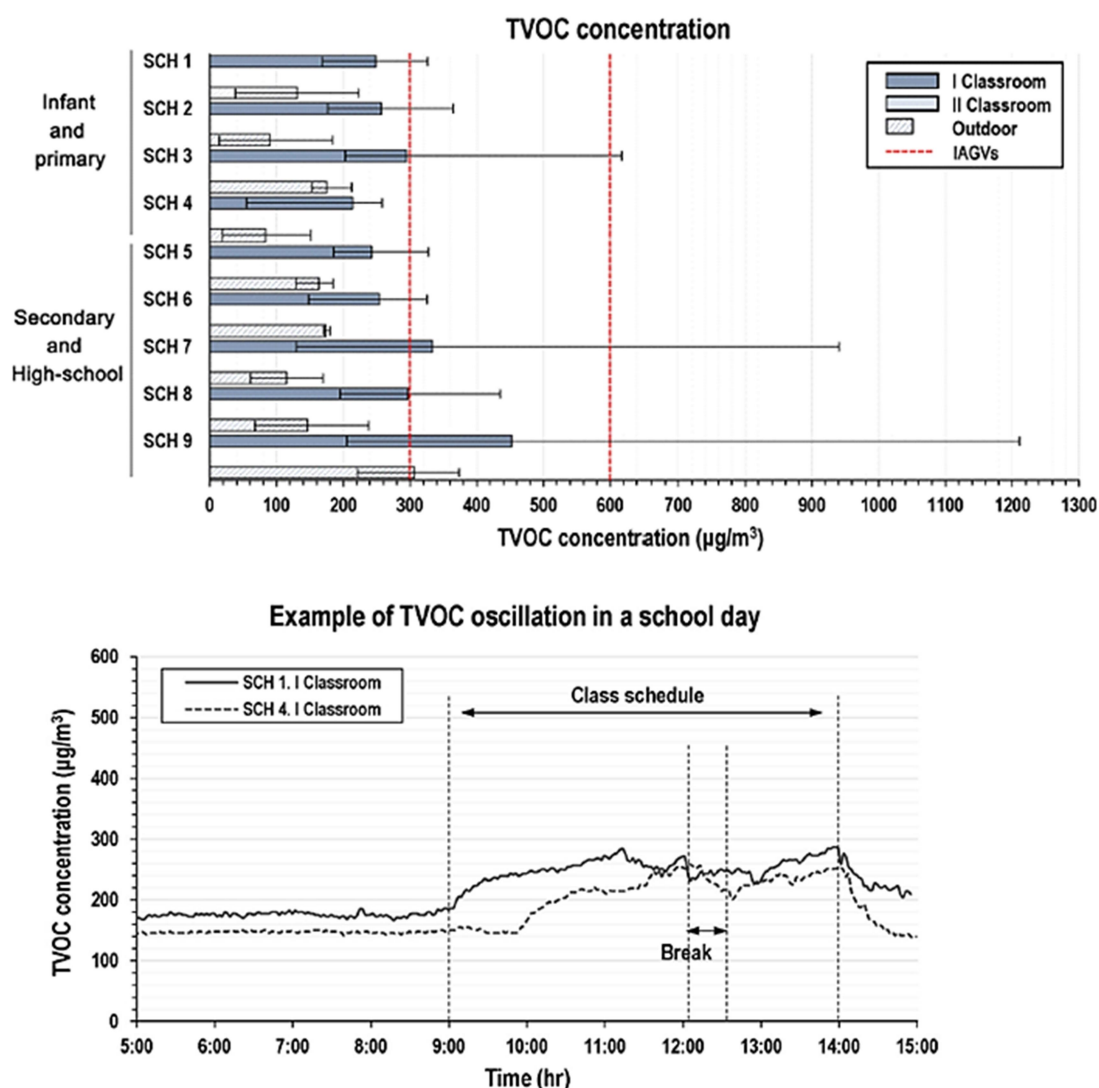 TVOC concentration
SCH 1
SCH 2
SCH 3
SCH 4
SCH 5
SCH 6
SCH 7
SCH 8
SCH 9
Infant
and
primary
Secondary
and
High-school
I Classroom
II Classroom
Outdoor
IAGVs
0 100 200 300 400 500 600 700 800 900 1000 1100 1200 1300
TVOC concentration (µg/m³)
Example of TVOC oscillation in a school day
SCH 1. I Classroom
SCH 4. I Classroom
Class schedule
Break
600
500
400
300
200
100
0
TVOC concentration (µg/m³)
5:00 6:00 7:00 8:00 9:00 10:00 11:00 12:00 13:00 14:00 15:00
Time (hr)